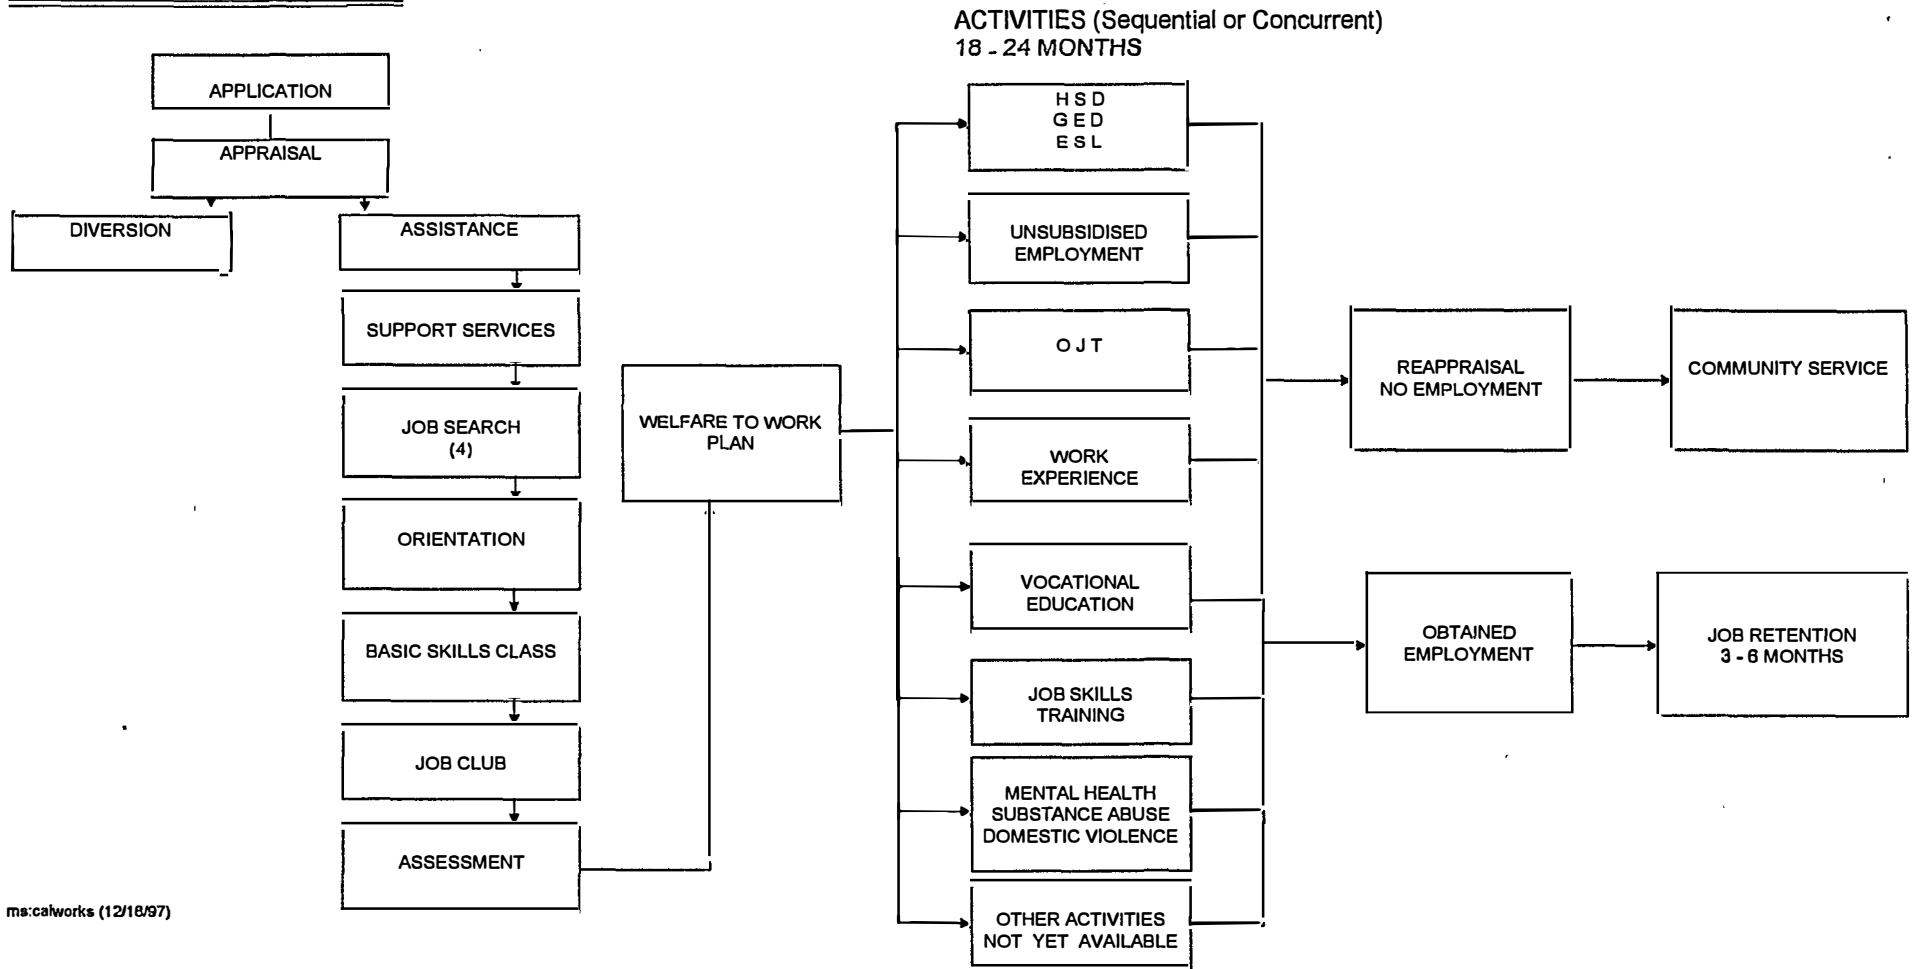 ACTIVITIES (Sequential or Concurrent)
18 - 24 MONTHS
APPLICATION
APPRAISAL
DIVERSION
ASSISTANCE
SUPPORT SERVICES
JOB SEARCH
(4)
ORIENTATION
BASIC SKILLS CLASS
JOB CLUB
ASSESSMENT
WELFARE TO WORK
PLAN
H S D
G E D
E S L
UNSUBSIDISED
EMPLOYMENT
O J T
WORK
EXPERIENCE
VOCATIONAL
EDUCATION
JOB SKILLS
TRAINING
MENTAL HEALTH
SUBSTANCE ABUSE
DOMESTIC VIOLENCE
OTHER ACTIVITIES
NOT YET AVAILABLE
REAPPRAISAL
NO EMPLOYMENT
COMMUNITY SERVICE
OBTAINED
EMPLOYMENT
JOB RETENTION
3 - 6 MONTHS
ms:calworks (12/18/97)